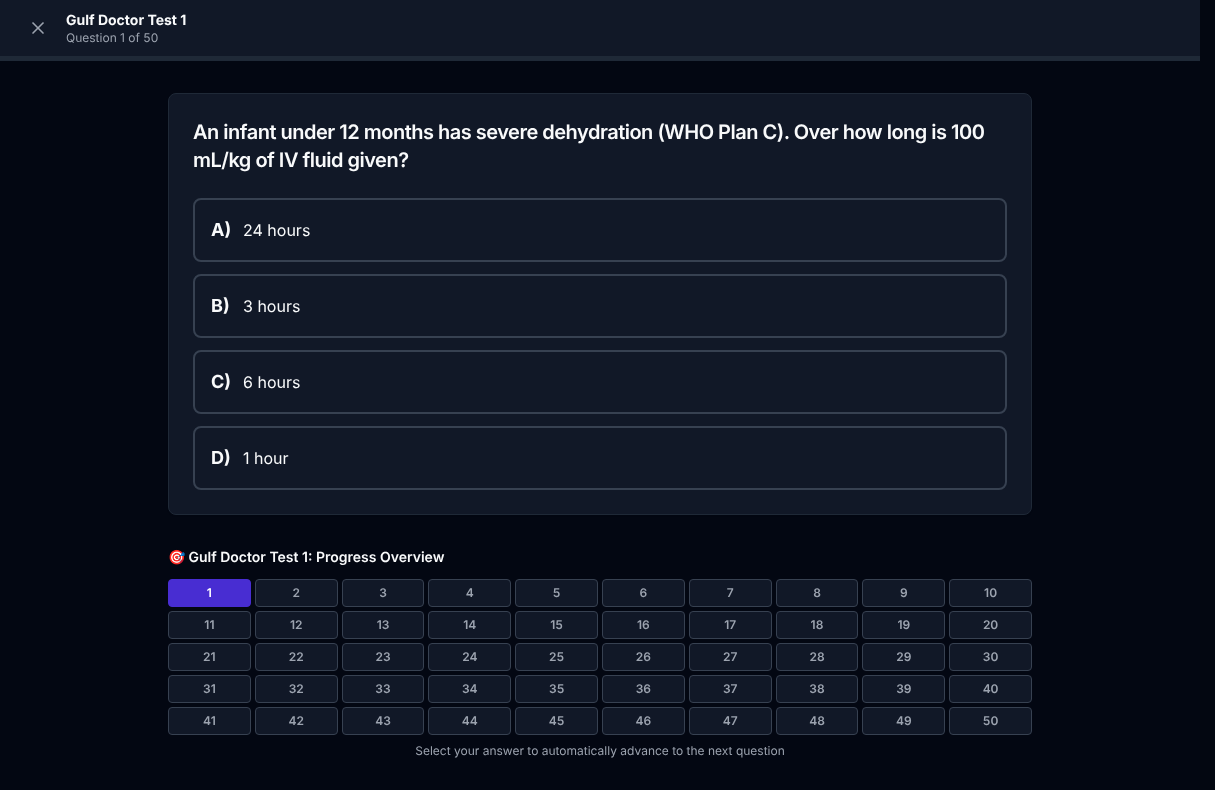 Gulf Doctor Test 1
Question 1 of 50
An infant under 12 months has severe dehydration (WHO Plan C). Over how long is 100
mL/kg of IV fluid given?
A) 24 hours
B) 3 hours
C) 6 hours
D) 1 hour
🎯 Gulf Doctor Test 1: Progress Overview
1 2 3 4 5 6 7 8 9 10
11 12 13 14 15 16 17 18 19 20
21 22 23 24 25 26 27 28 29 30
31 32 33 34 35 36 37 38 39 40
41 42 43 44 45 46 47 48 49 50
Select your answer to automatically advance to the next question